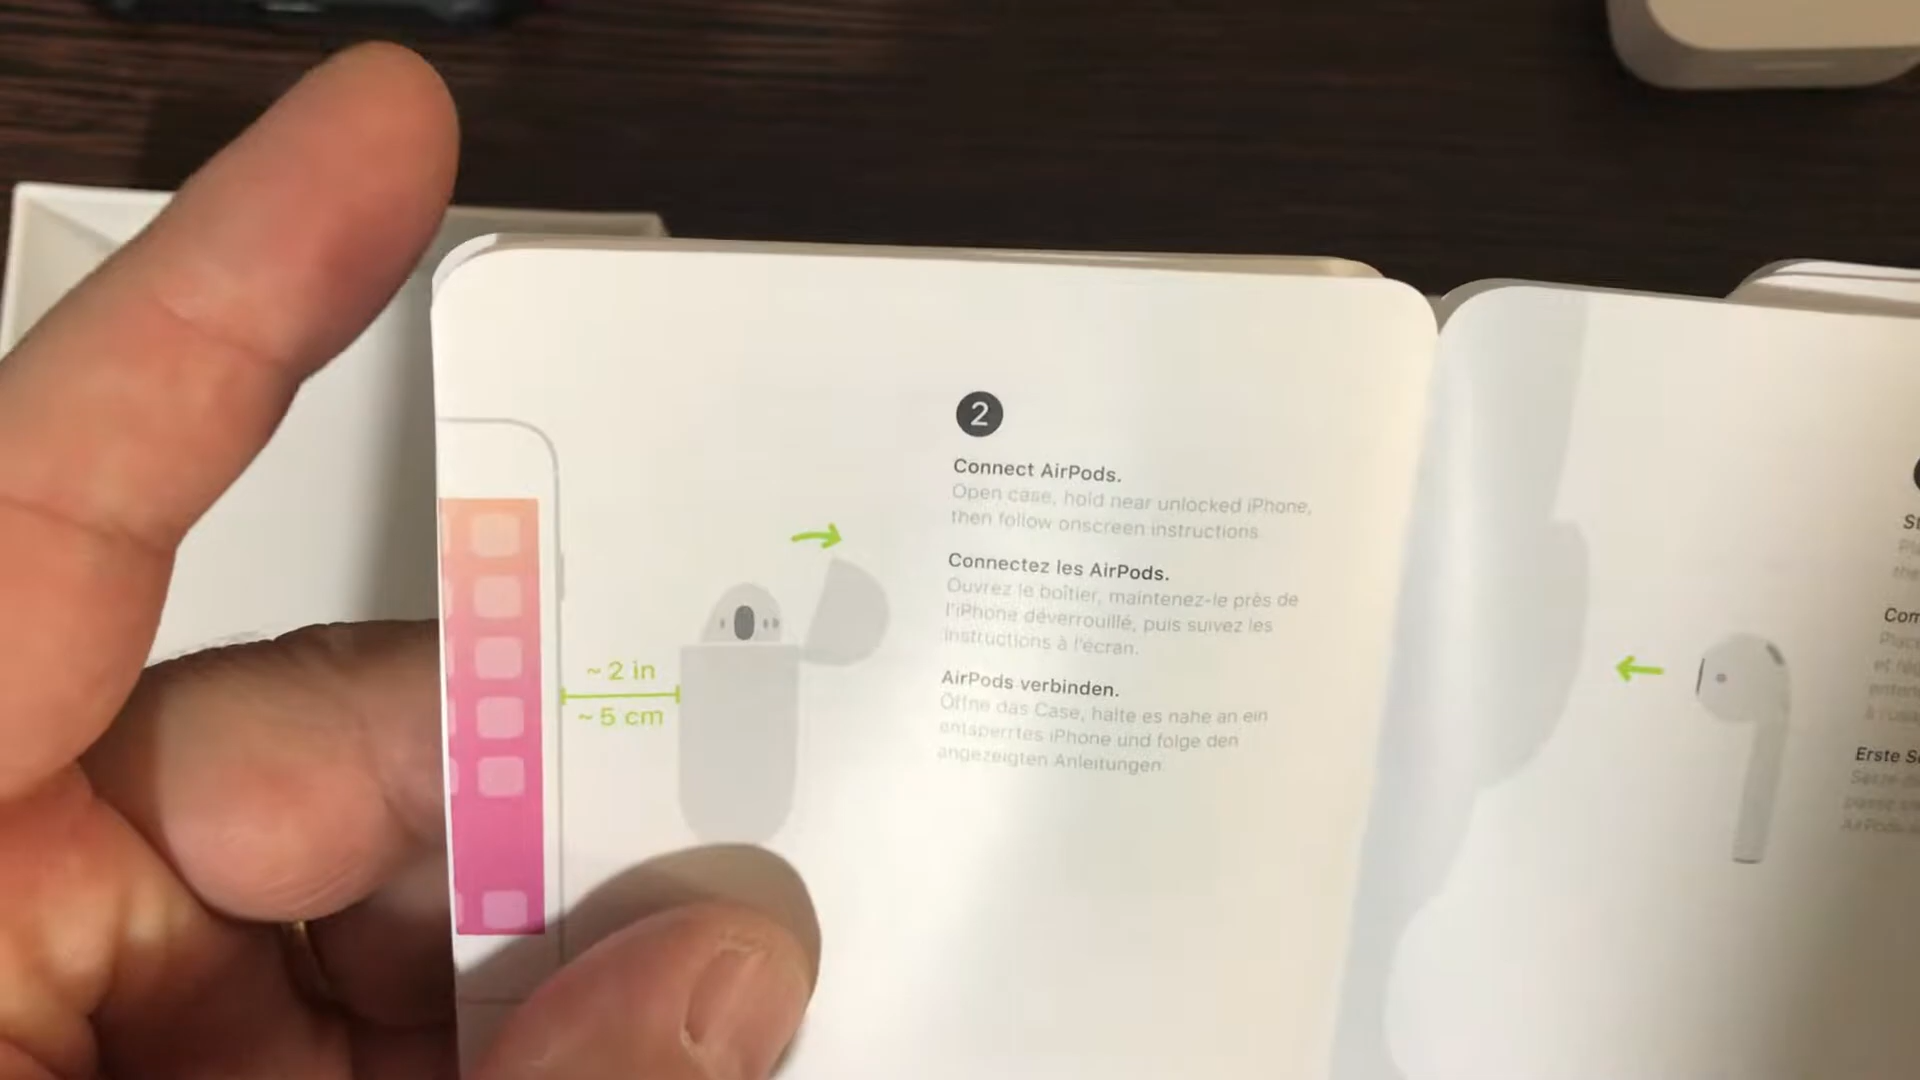 2
Connect AirPods.
Open case, hold near unlocked iPhone,
then follow onscreen instructions.
Connectez les AirPods.
Ouvrez le boîtier, maintenez-le près de
l'iPhone déverrouillé, puis suivez les
instructions à l'écran.
AirPods verbinden.
Öffne das Case, halte es nahe an ein
entsperrtes iPhone und folge den
angezeigten Anleitungen.
~ 2 in
~ 5 cm
Erste